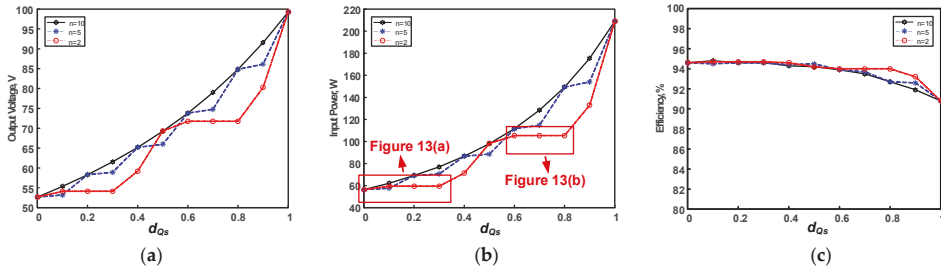 100
95
90
85
80
75
70
65
60
55
50
Output Voltage, V
n=10
n=5
n=2
0
0.2
0.4
0.6
0.8
1
dQs
(a)
220
200
180
160
140
120
100
80
60
40
Input Power, W
n=10
n=5
n=2
Figure 13(a)
Figure 13(b)
0
0.2
0.4
0.6
0.8
1
dQs
(b)
100
98
96
94
92
90
88
86
84
82
80
Efficiency, %
n=10
n=5
n=2
0
0.2
0.4
0.6
0.8
1
dQs
(c)